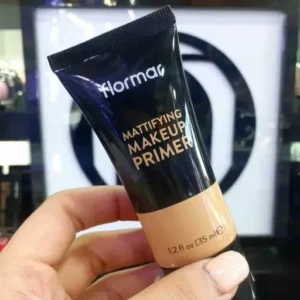 flormar
MATTIFYING
MAKEUP
PRIMER
1.2 fl oz (35 ml)℮